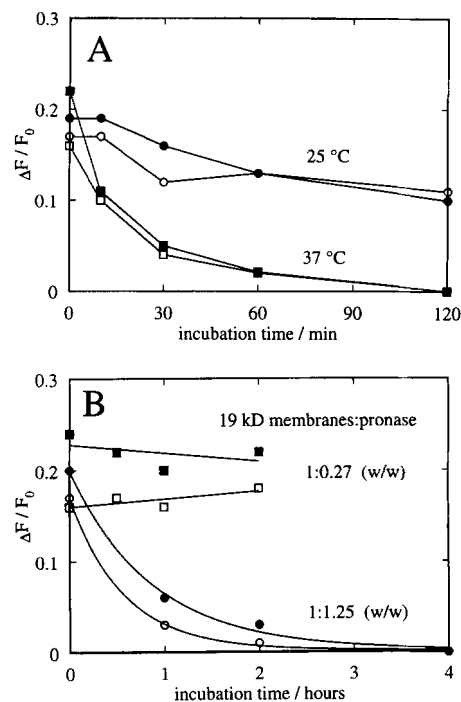 A
0.3
0.2
0.1
0
ΔF / F0
25 °C
37 °C
0 30 60 90 120
incubation time / min
B
0.3
0.2
0.1
0
ΔF / F0
19 kD membranes:pronase
1:0.27 (w/w)
1:1.25 (w/w)
0 1 2 3 4
incubation time / hours